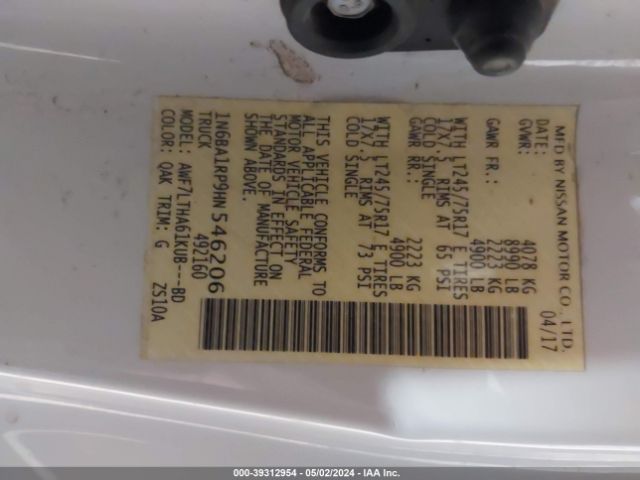 MFD BY NISSAN MOTOR CO., LTD.
DATE: 04/17
GVWR: 4078 KG
8990 LB
GAWR FR.: 2223 KG
4900 LB
WITH LT245/75R17 E TIRES
17X7.5 RIMS AT 65 PSI
COLD SINGLE
GAWR RR.: 2223 KG
4900 LB
WITH LT245/75R17 E TIRES
17X7.5 RIMS AT 73 PSI
COLD SINGLE
THIS VEHICLE CONFORMS TO
ALL APPLICABLE FEDERAL
MOTOR VEHICLE SAFETY
STANDARDS IN EFFECT ON
THE DATE OF MANUFACTURE
SHOWN ABOVE.
1N6BA1RP9HN546206
TRUCK 492160
MODEL: AWF7LTHA61KUB---BD
COLOR: QAK TRIM: G ZS10A
000-39312954 - 05/02/2024 - IAA Inc.